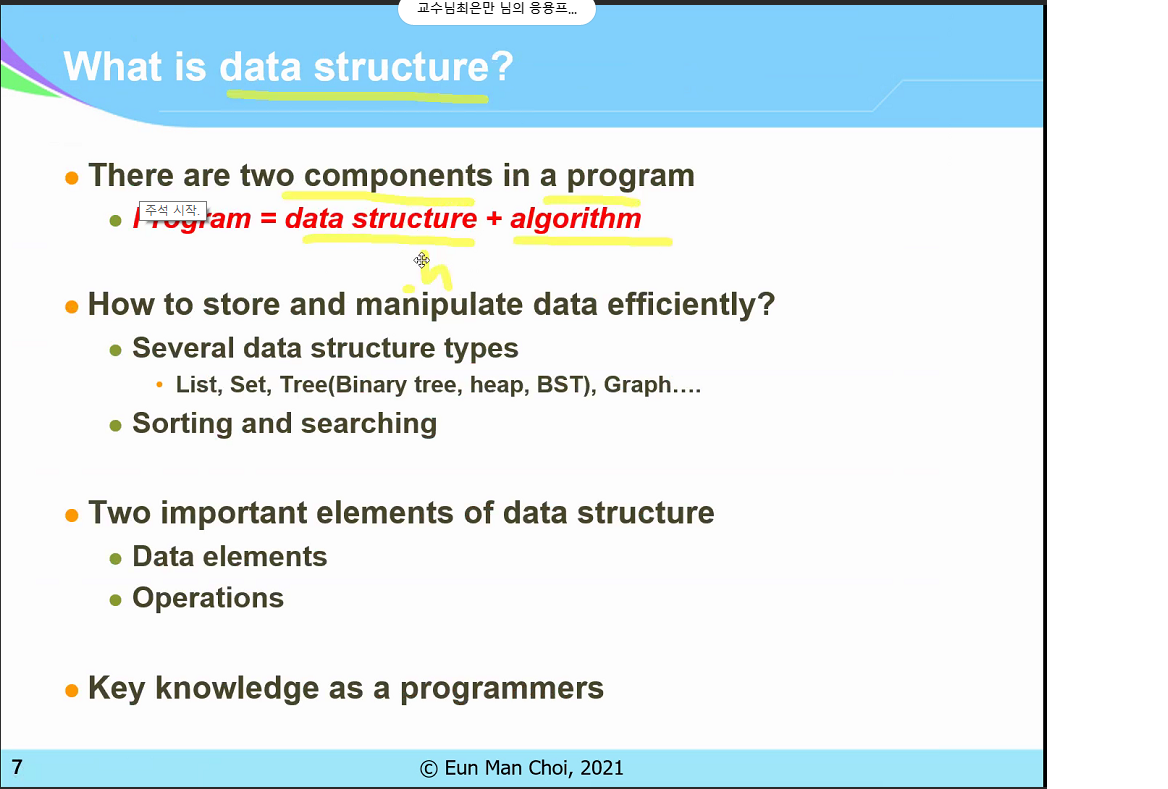 교수님최은만 님의 응용프...
What is data structure?
There are two components in a program
주석 시작.
Program = data structure + algorithm
.h
How to store and manipulate data efficiently?
Several data structure types
List, Set, Tree(Binary tree, heap, BST), Graph....
Sorting and searching
Two important elements of data structure
Data elements
Operations
Key knowledge as a programmers
7
© Eun Man Choi, 2021